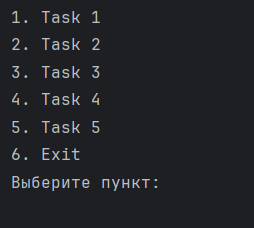 1. Task 1
2. Task 2
3. Task 3
4. Task 4
5. Task 5
6. Exit
Выберите пункт: